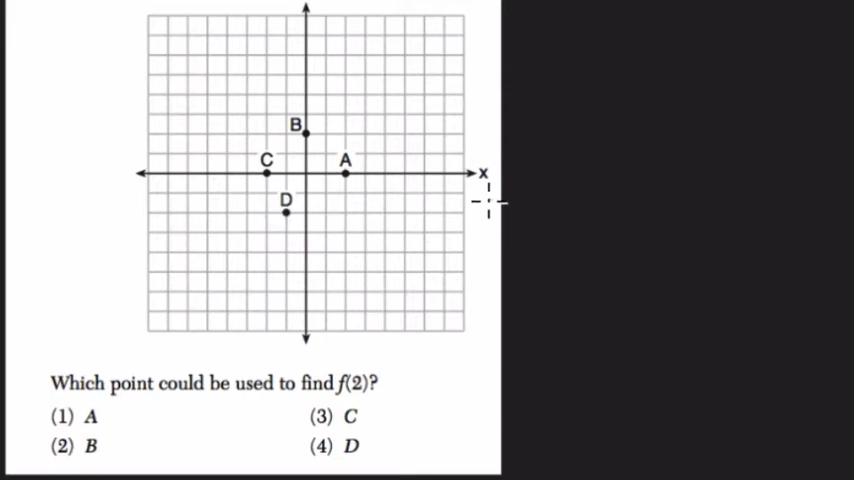 B
C A
x
D
Which point could be used to find f(2)?
(1) A (3) C
(2) B (4) D